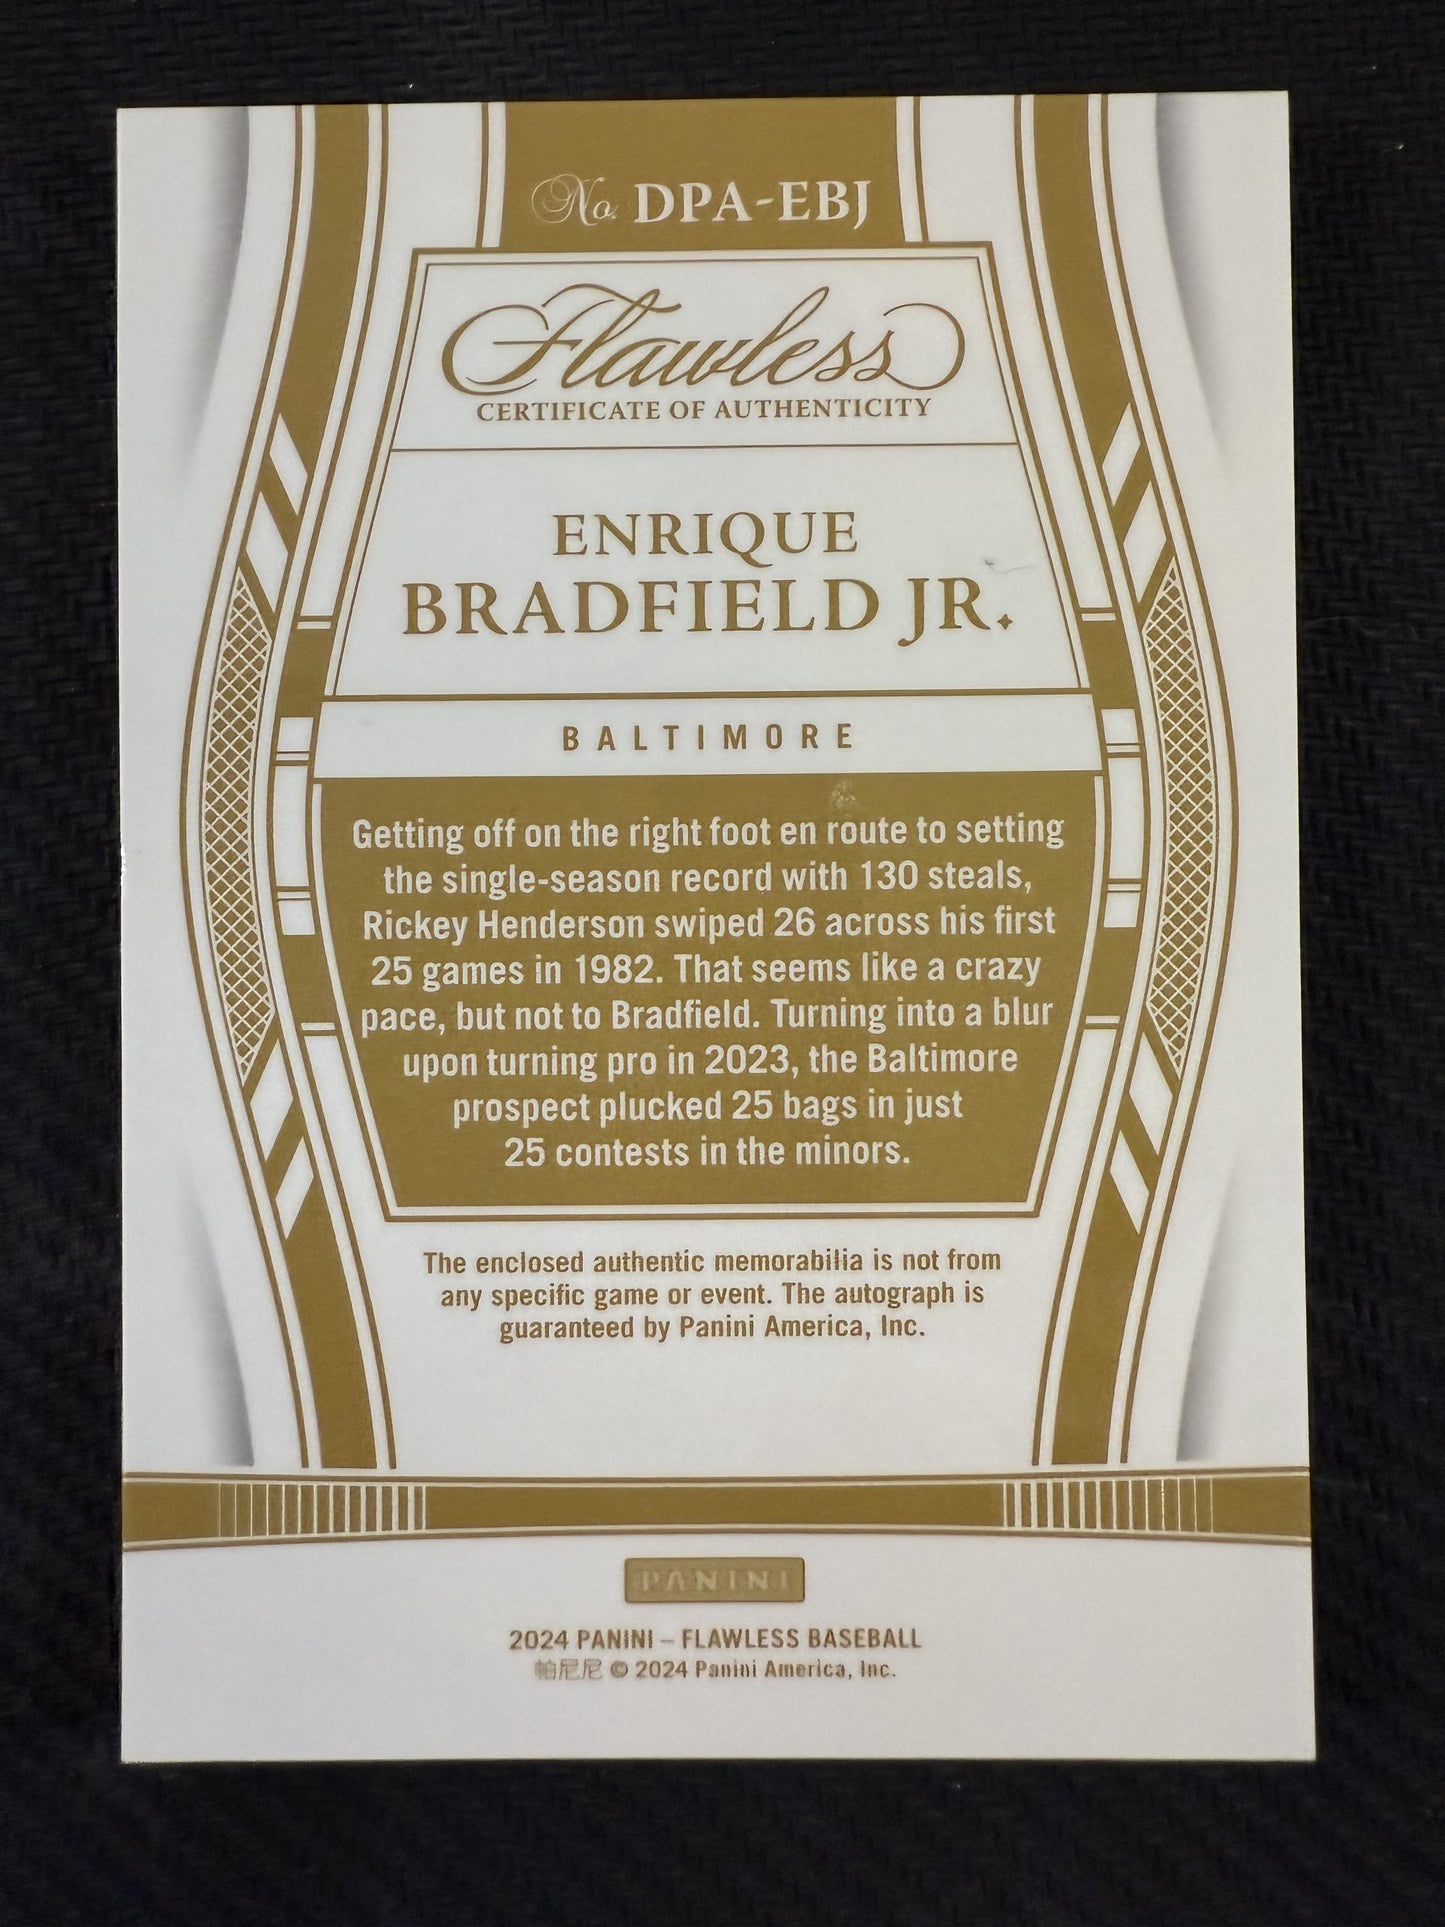 No. DPA-EBJ
Flawless
CERTIFICATE OF AUTHENTICITY
ENRIQUE
BRADFIELD JR.
BALTIMORE
Getting off on the right foot en route to setting
the single-season record with 130 steals,
Rickey Henderson swiped 26 across his first
25 games in 1982. That seems like a crazy
pace, but not to Bradfield. Turning into a blur
upon turning pro in 2023, the Baltimore
prospect plucked 25 bags in just
25 contests in the minors.
The enclosed authentic memorabilia is not from
any specific game or event. The autograph is
guaranteed by Panini America, Inc.
PANINI
2024 PANINI – FLAWLESS BASEBALL
帕尼尼 © 2024 Panini America, Inc.